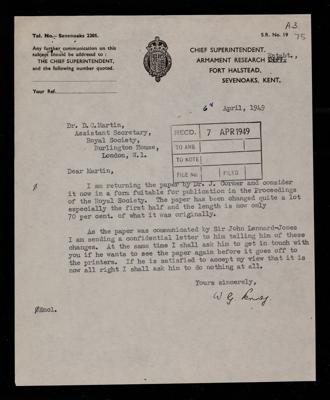 A3.
Tel. No. Sevenoaks 2201.
S.R. No. 19
75
Any further communication on this
subject should be addressed to:
THE CHIEF SUPERINTENDENT,
and the following number quoted.
Your Ref.
CHIEF SUPERINTENDENT,
ARMAMENT RESEARCH DEPT. Estabt.,
FORT HALSTEAD,
SEVENOAKS, KENT.
6th April, 1949
Dr. D.C.Martin,
Assistant Secretary,
Royal Society,
Burlington House,
London, W.1.
RECD. 7 APR 1949
TO ANS
TO NOTE
FILE No FILED
Dear Martin,
I am returning the paper by Dr. J. Corner and consider
it now in a form fuitable for publication in the Proceedings
of the Royal Society. The paper has been changed quite a lot
especially the first half and the length is now only
70 per cent. of what it was originally.
As the paper was communicated by Sir John Lennard-Jones
I am sending a confidential letter to him telling him of these
changes. At the same time I shall ask him to get in touch with
you if he wants to see the paper again before it goes off to
the printers. If he is satisfied to accept my view that it is
now all right I shall ask him to do nothing at all.
Yours sincerely,
W G Penney
Encl.